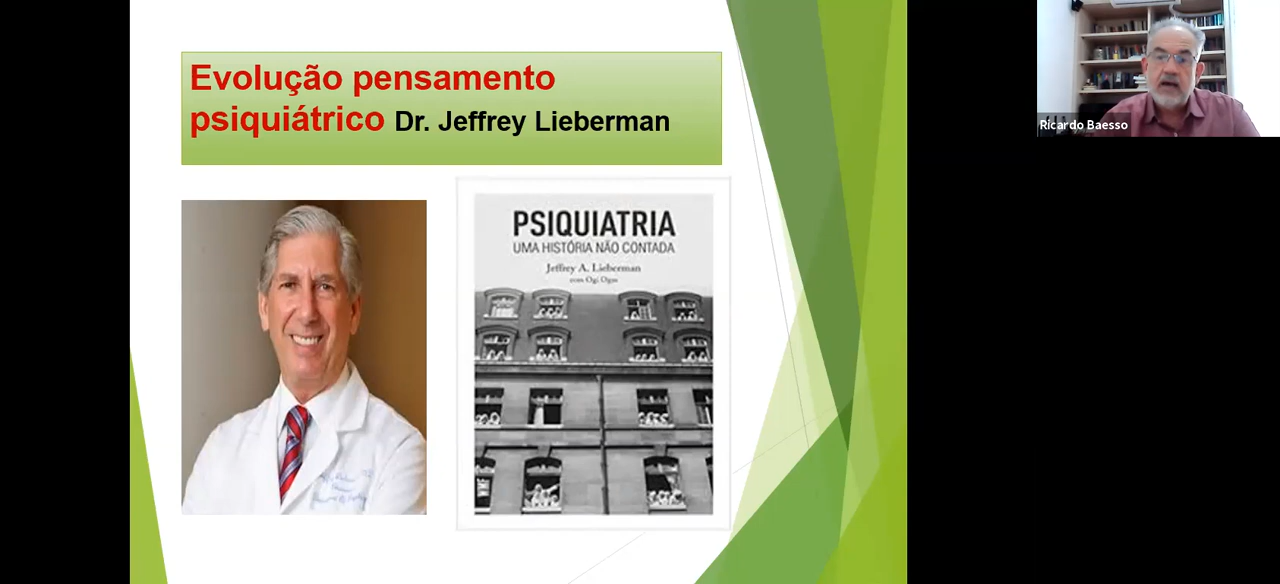 Evolução pensamento
psiquiátrico Dr. Jeffrey Lieberman
PSIQUIATRIA
UMA HISTÓRIA NÃO CONTADA
Jeffrey A. Lieberman
com Ogi Ogas
Ricardo Baesso